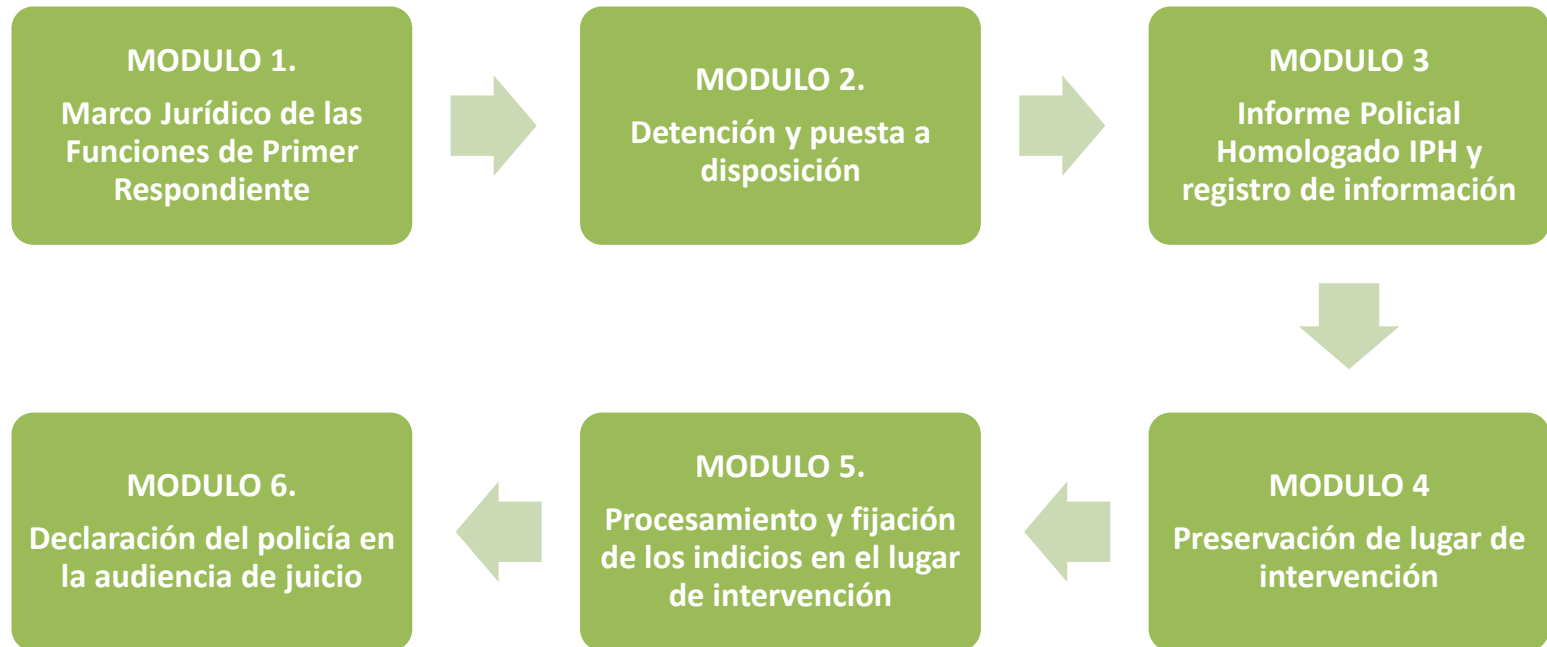 MODULO 1.
Marco Jurídico de las
Funciones de Primer
Respondiente
MODULO 2.
Detención y puesta a
disposición
MODULO 3
Informe Policial
Homologado IPH y
registro de información
MODULO 4
Preservación de lugar de
intervención
MODULO 5.
Procesamiento y fijación
de los indicios en el lugar
de intervención
MODULO 6.
Declaración del policía en
la audiencia de juicio